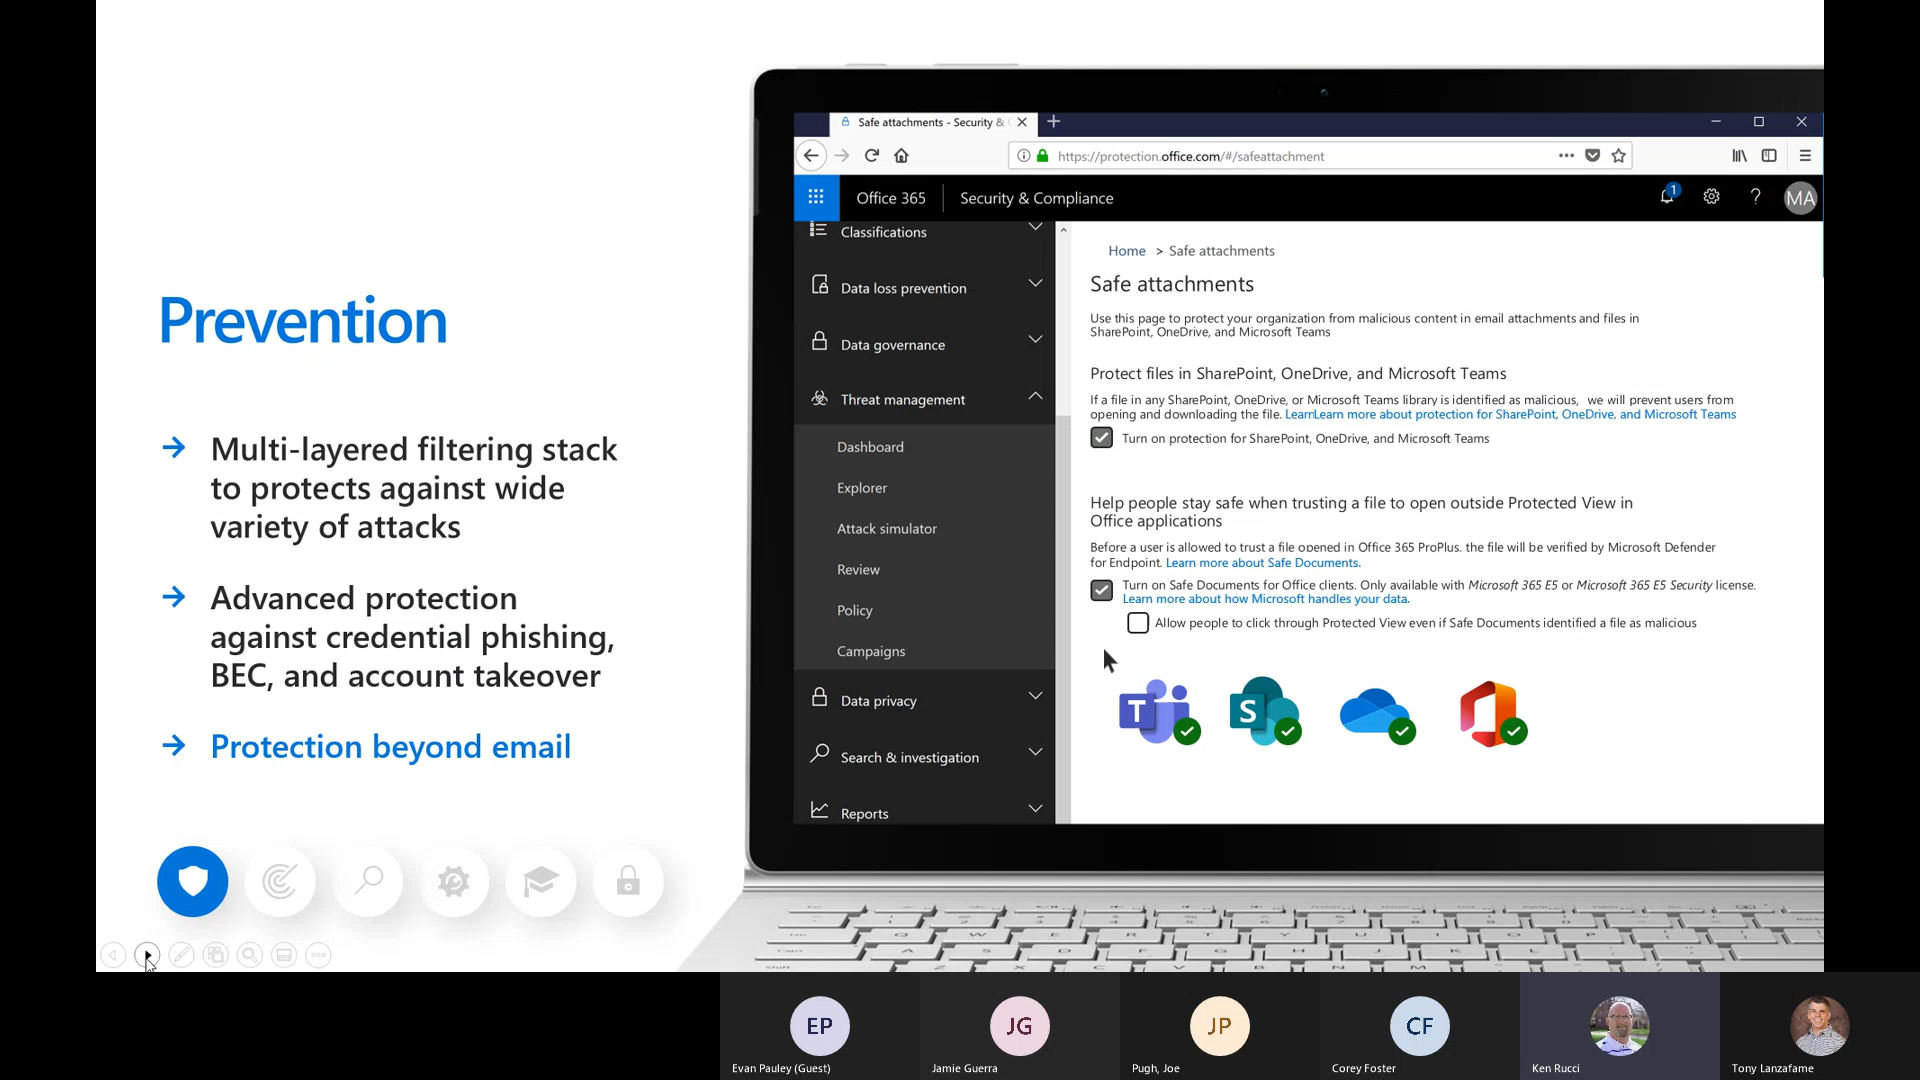 Prevention
Multi-layered filtering stack
to protects against wide
variety of attacks
Advanced protection
against credential phishing,
BEC, and account takeover
Protection beyond email
Safe attachments - Security &
https://protection.office.com/#/safeattachment
Office 365
Security & Compliance
1
MA
Classifications
Data loss prevention
Data governance
Threat management
Dashboard
Explorer
Attack simulator
Review
Policy
Campaigns
Data privacy
Search & investigation
Reports
Home > Safe attachments
Safe attachments
Use this page to protect your organization from malicious content in email attachments and files in
SharePoint, OneDrive, and Microsoft Teams
Protect files in SharePoint, OneDrive, and Microsoft Teams
If a file in any SharePoint, OneDrive, or Microsoft Teams library is identified as malicious, we will prevent users from
opening and downloading the file. LearnLearn more about protection for SharePoint, OneDrive, and Microsoft Teams
Turn on protection for SharePoint, OneDrive, and Microsoft Teams
Help people stay safe when trusting a file to open outside Protected View in
Office applications
Before a user is allowed to trust a file opened in Office 365 ProPlus. the file will be verified by Microsoft Defender
for Endpoint. Learn more about Safe Documents.
Turn on Safe Documents for Office clients. Only available with Microsoft 365 E5 or Microsoft 365 E5 Security license.
Learn more about how Microsoft handles your data.
Allow people to click through Protected View even if Safe Documents identified a file as malicious
T
S
EP
JG
JP
CF
Evan Pauley (Guest)
Jamie Guerra
Pugh, Joe
Corey Foster
Ken Rucci
Tony Lanzafame